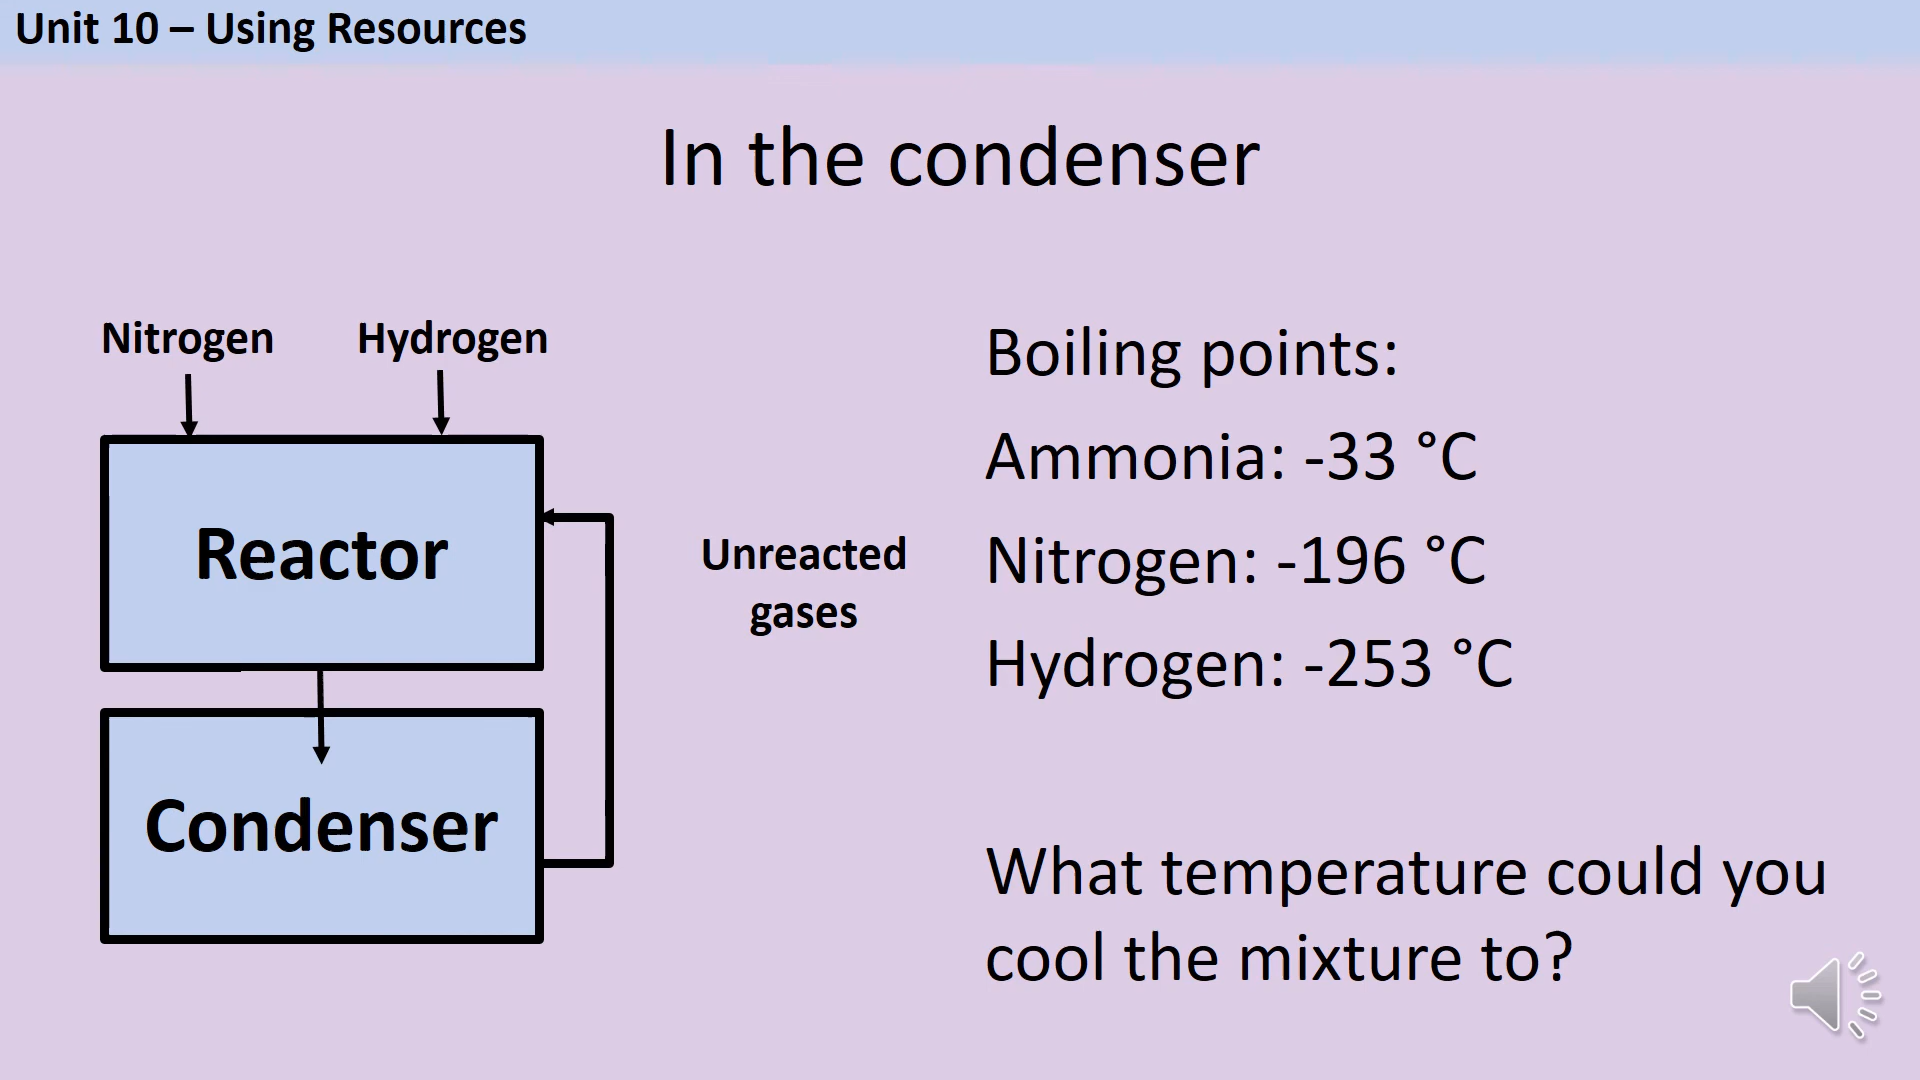 Unit 10 – Using Resources
In the condenser
Nitrogen
Hydrogen
Reactor
Condenser
Unreacted
gases
Boiling points:
Ammonia: -33 °C
Nitrogen: -196 °C
Hydrogen: -253 °C
What temperature could you
cool the mixture to?